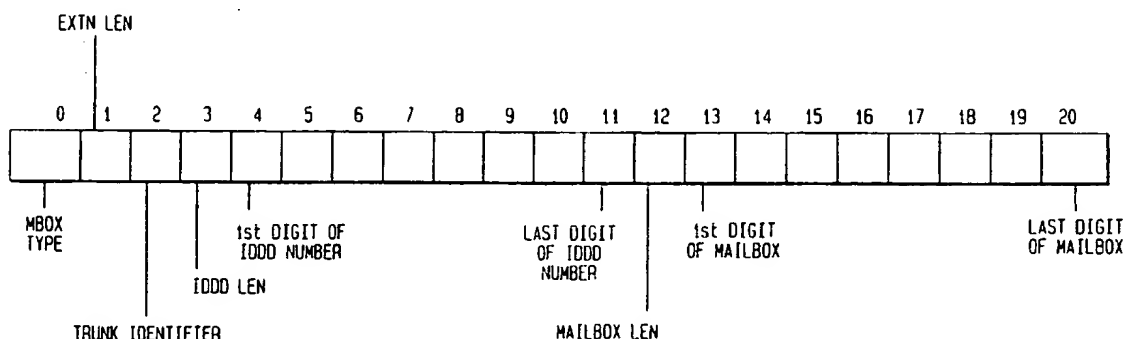 EXTN LEN
0 1 2 3 4 5 6 7 8 9 10 11 12 13 14 15 16 17 18 19 20
MBOX
TYPE
1st DIGIT OF
IDDD NUMBER
LAST DIGIT
OF IDDD
NUMBER
1st DIGIT
OF MAILBOX
LAST DIGIT
OF MAILBOX
IDDD LEN
TRUNK IDENTIFIER
MAILBOX LEN